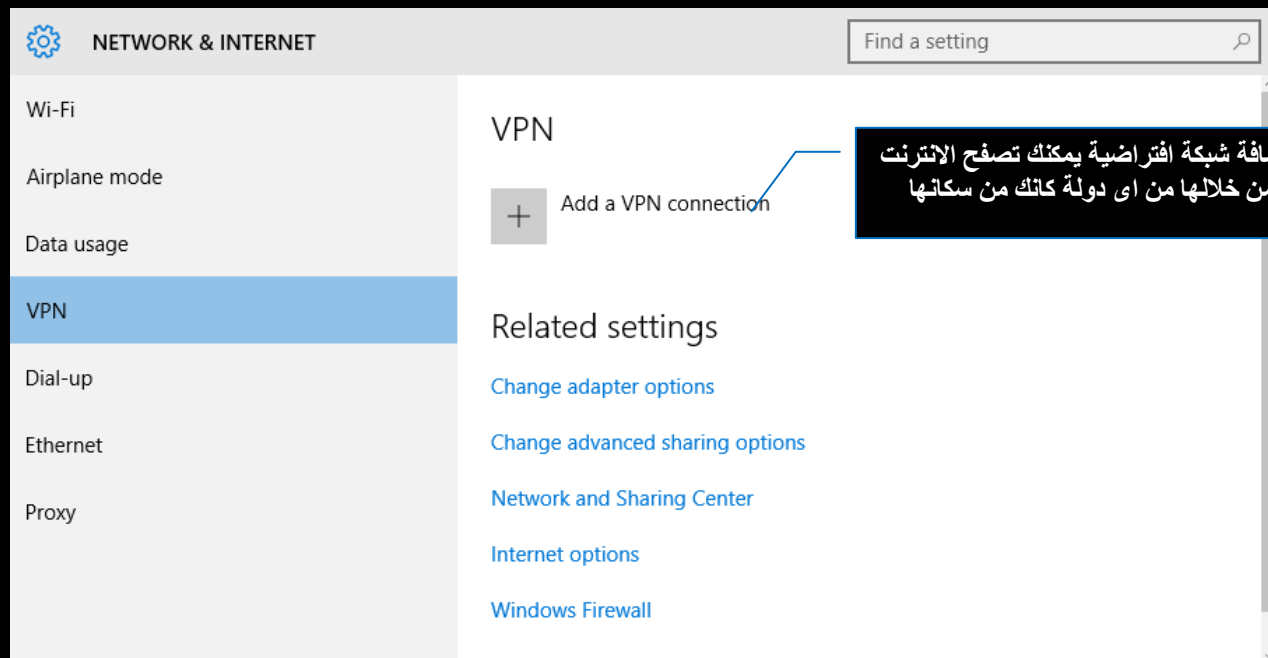 NETWORK & INTERNET
Find a setting
Wi-Fi
Airplane mode
Data usage
VPN
Dial-up
Ethernet
Proxy
VPN
Add a VPN connection
شبكة افتراضية يمكنك تصفح الانترنت
خلالها من اى دولة كانك من سكانها
Related settings
Change adapter options
Change advanced sharing options
Network and Sharing Center
Internet options
Windows Firewall